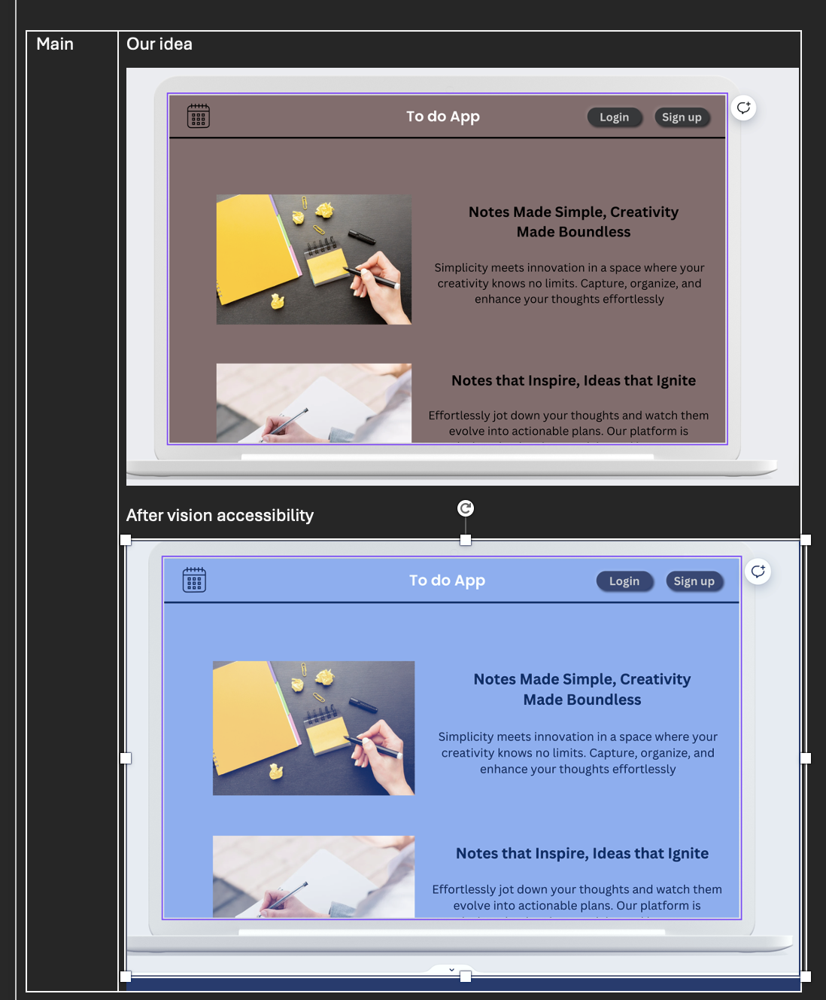 Main
Our idea
To do App
Login
Sign up
Notes Made Simple, Creativity
Made Boundless
Simplicity meets innovation in a space where your
creativity knows no limits. Capture, organize, and
enhance your thoughts effortlessly
Notes that Inspire, Ideas that Ignite
Effortlessly jot down your thoughts and watch them
evolve into actionable plans. Our platform is
After vision accessibility
To do App
Login
Sign up
Notes Made Simple, Creativity
Made Boundless
Simplicity meets innovation in a space where your
creativity knows no limits. Capture, organize, and
enhance your thoughts effortlessly
Notes that Inspire, Ideas that Ignite
Effortlessly jot down your thoughts and watch them
evolve into actionable plans. Our platform is